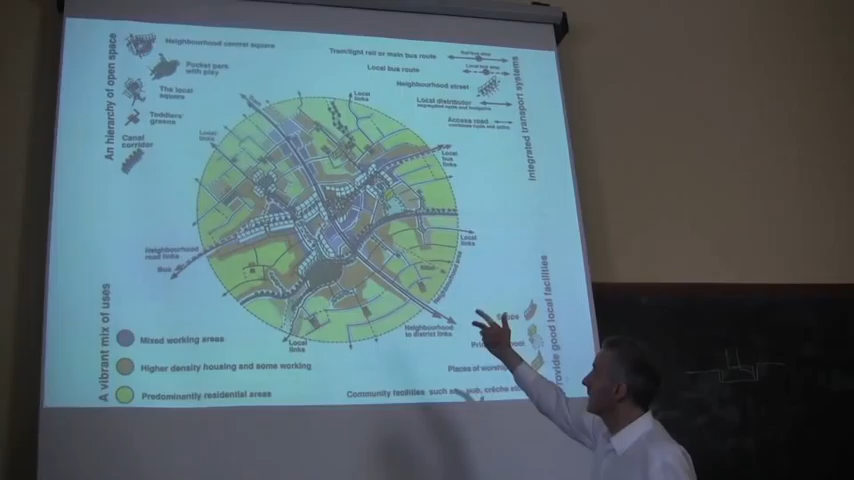 An hierarchy of open space
Neighbourhood central square
Pocket park
with play
The local
square
Toddlers'
greens
Canal
corridor
Tram/light rail or main bus route
Local bus route
Neighbourhood street
Local distributor
Access road
Integrated transport systems
Local
links
Local
links
Local
bus
links
Local
links
Neighbourhood
road links
Bus
Local
links
Neighbourhood
to district links
A vibrant mix of uses
Mixed working areas
Higher density housing and some working
Predominantly residential areas
provide good local facilities
Places of worship
Community facilities such
pub, crèche